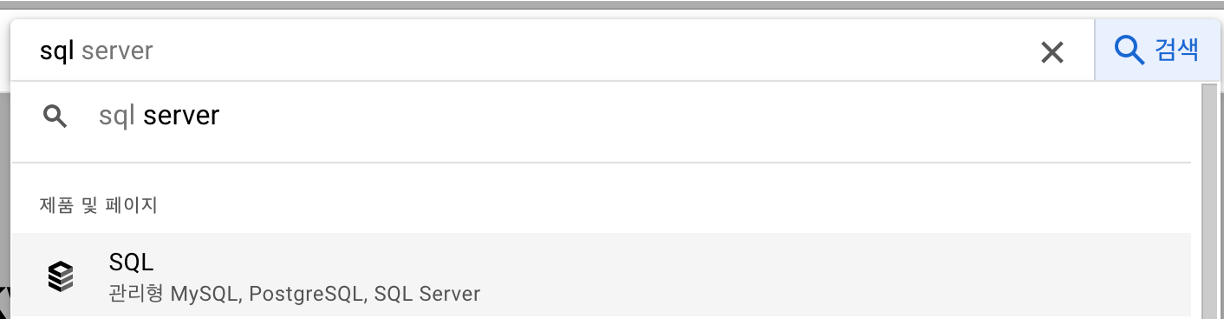 sql server
검색
sql server
제품 및 페이지
SQL
관리형 MySQL, PostgreSQL, SQL Server